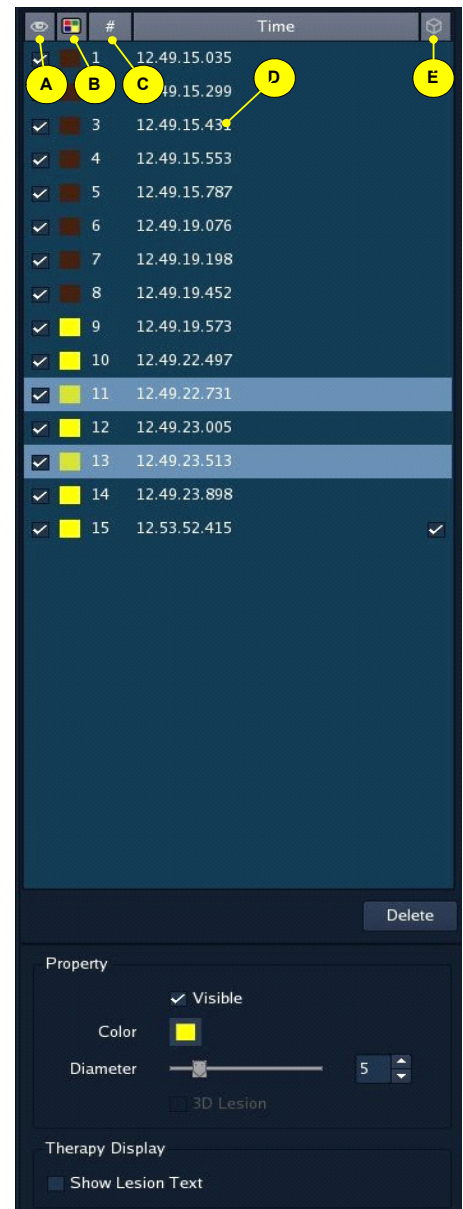 # Time
A B C D E
1 12.49.15.035
49.15.299
3 12.49.15.431
4 12.49.15.553
5 12.49.15.787
6 12.49.19.076
7 12.49.19.198
8 12.49.19.452
9 12.49.19.573
10 12.49.22.497
11 12.49.22.731
12 12.49.23.005
13 12.49.23.513
14 12.49.23.898
15 12.53.52.415
Delete
Property
Visible
Color
Diameter 5
3D Lesion
Therapy Display
Show Lesion Text